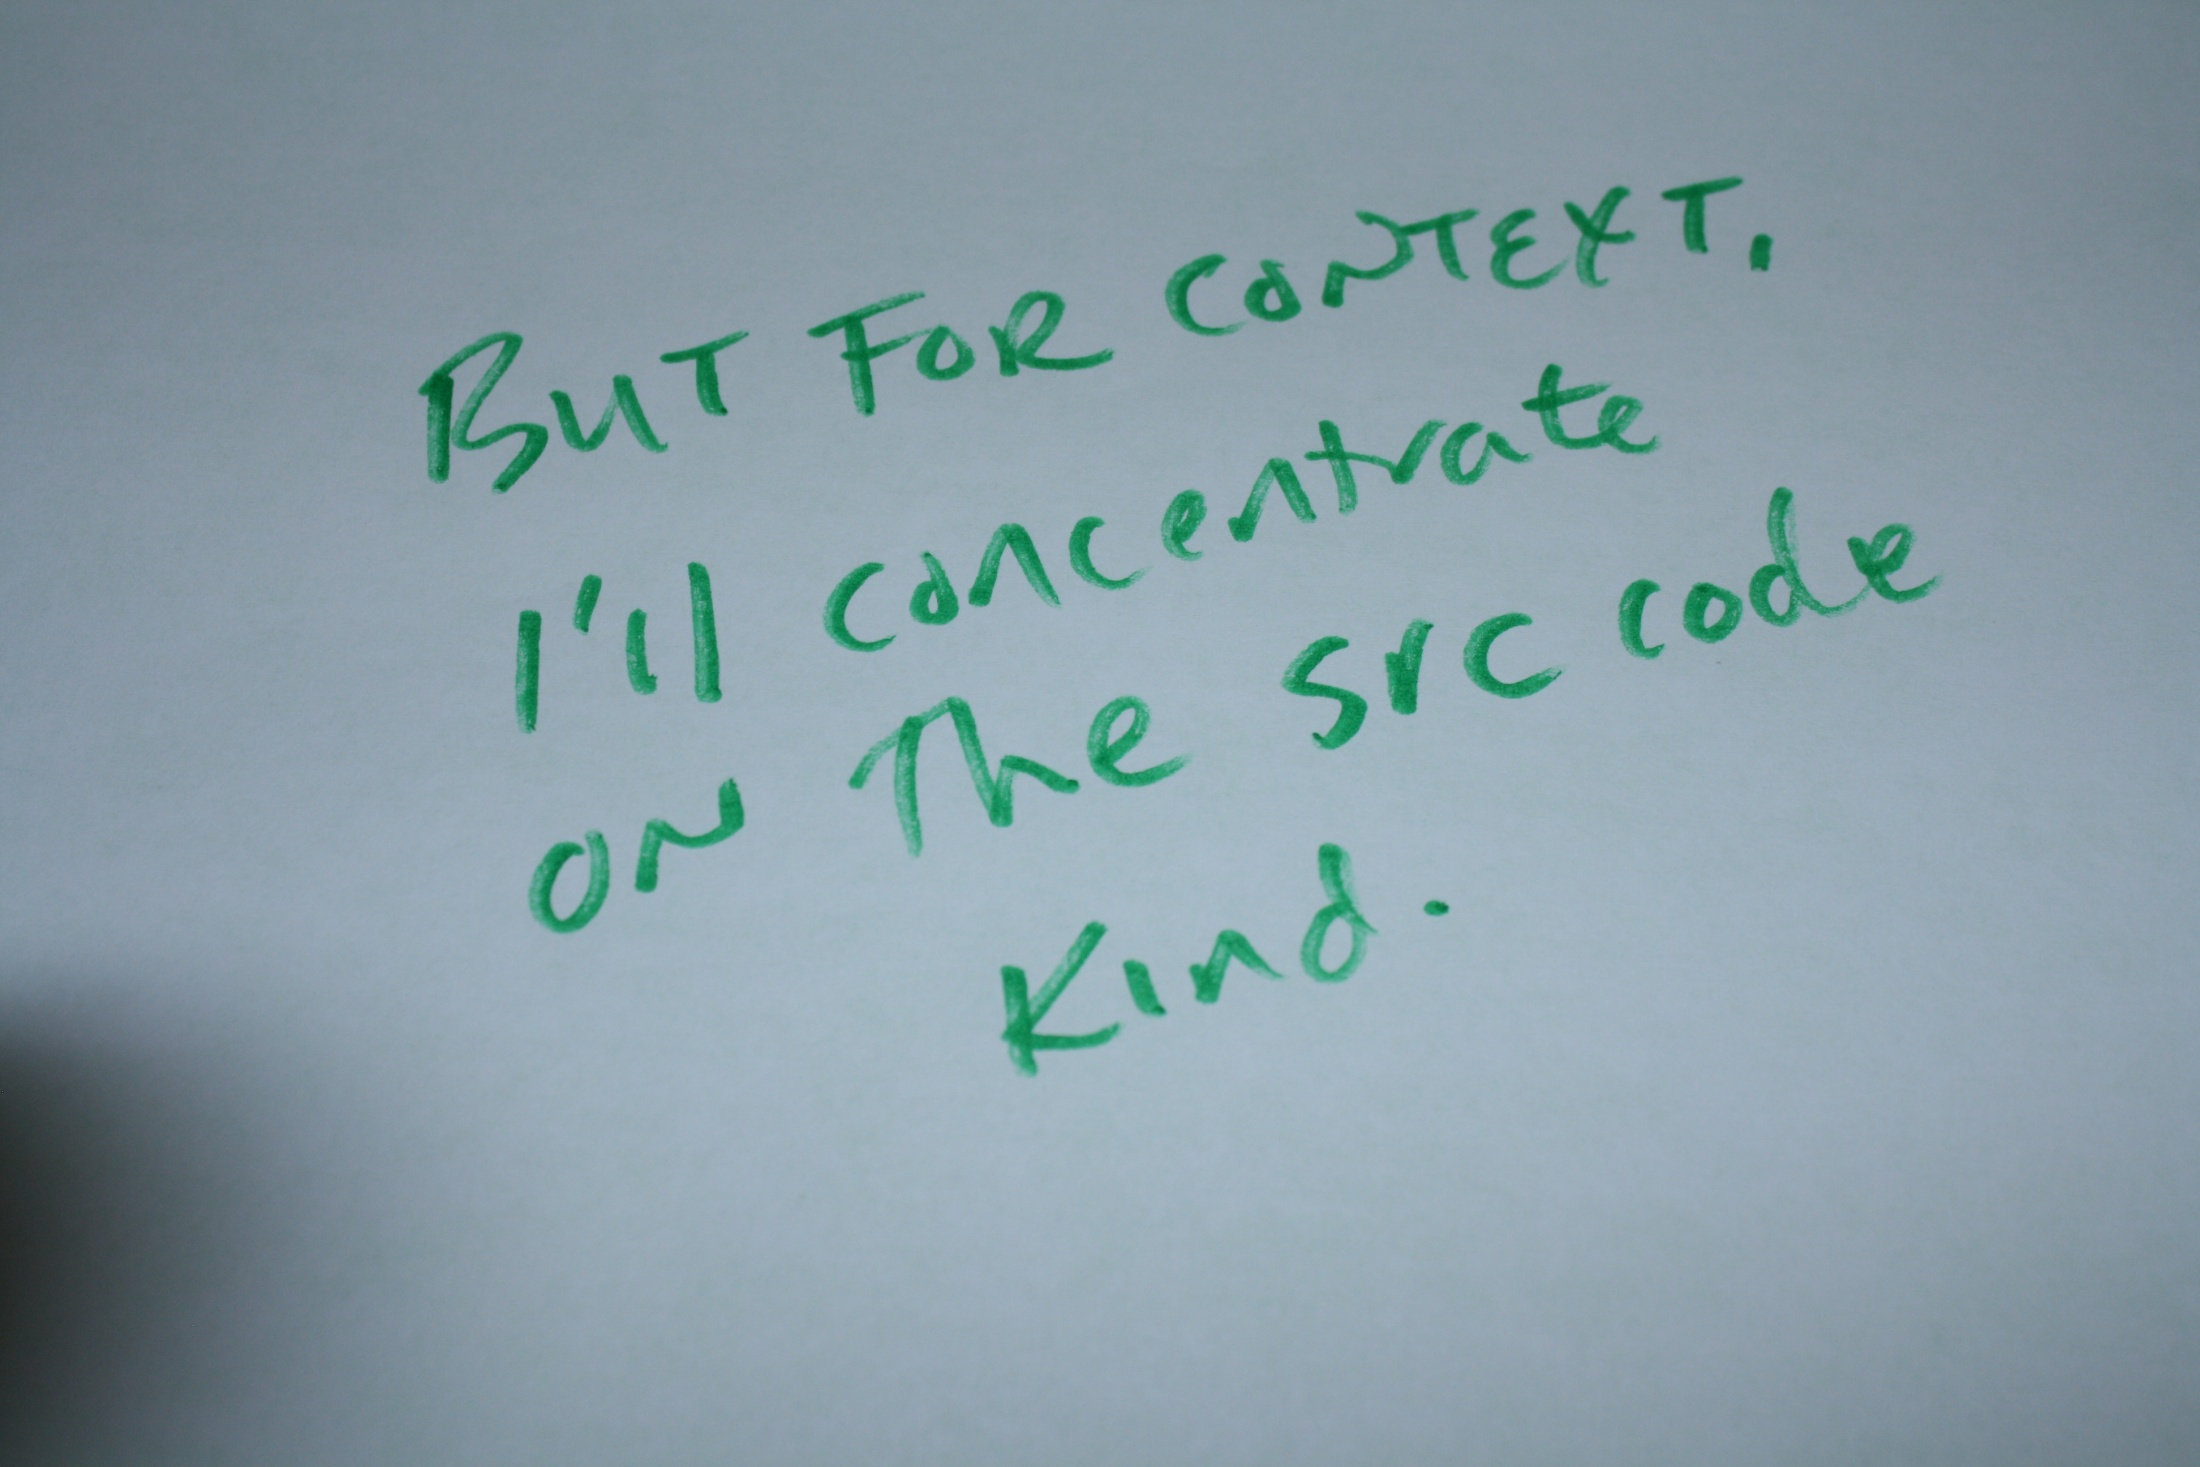 BUT FOR CONTEXT,
I'll concentrate
ON The src code
Kind.